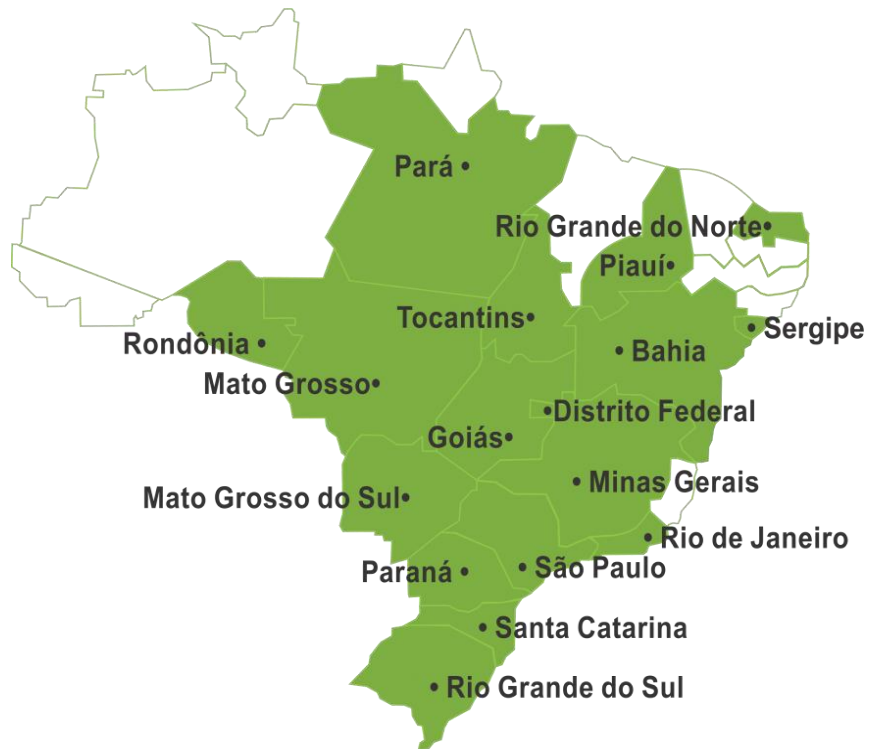 Pará
Rio Grande do Norte
Piauí
Tocantins
Sergipe
Rondônia
Bahia
Mato Grosso
Distrito Federal
Goiás
Minas Gerais
Mato Grosso do Sul
Rio de Janeiro
Paraná
São Paulo
Santa Catarina
Rio Grande do Sul